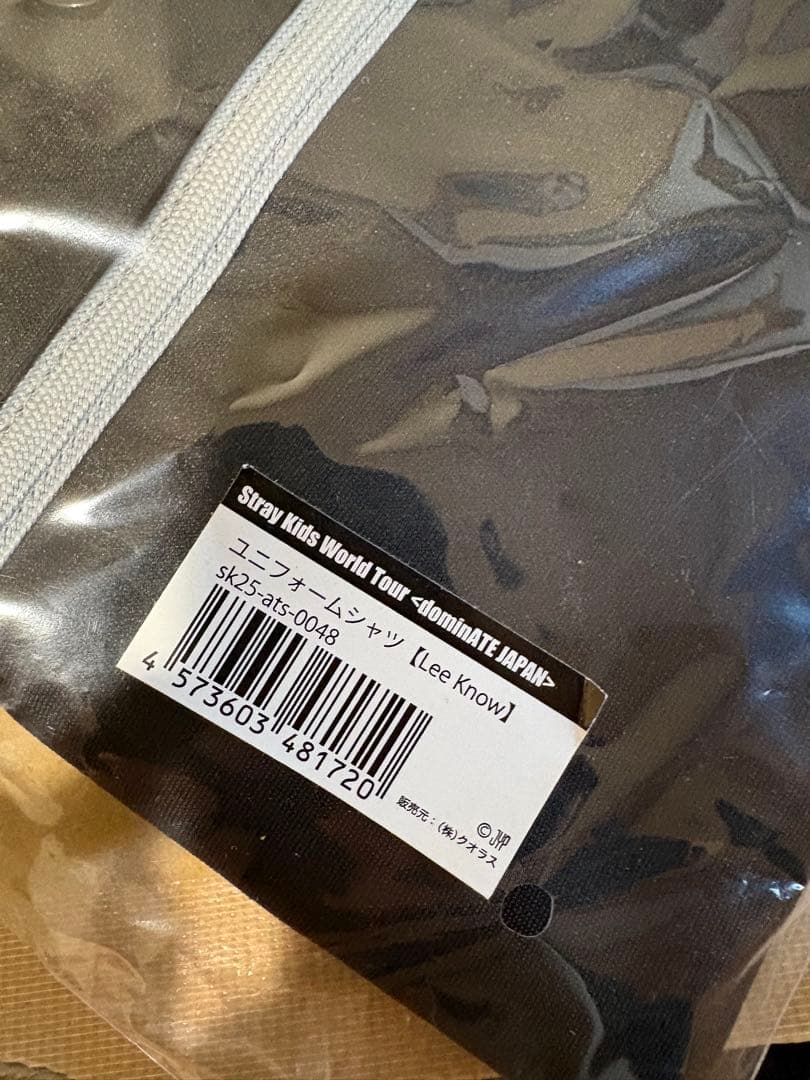 Stray Kids World Tour <dominATE JAPAN>
ユニフォームシャツ【Lee Know】
sk25-ats-0048
4 573603 481720
© JYP
販売元：(株)クオラス